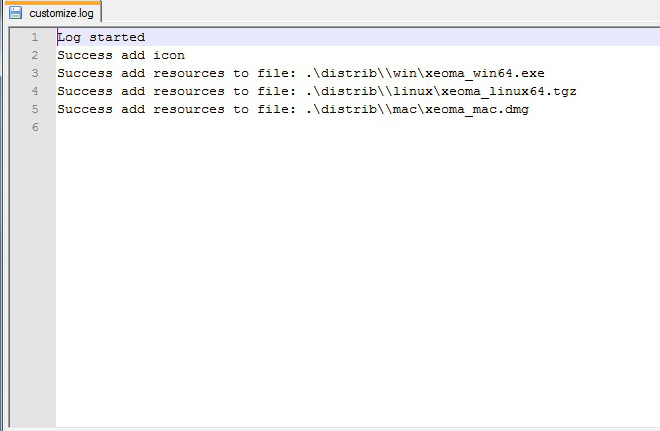 customize.log
1 Log started
2 Success add icon
3 Success add resources to file: .\distrib\\win\xeoma_win64.exe
4 Success add resources to file: .\distrib\\linux\xeoma_linux64.tgz
5 Success add resources to file: .\distrib\\mac\xeoma_mac.dmg
6